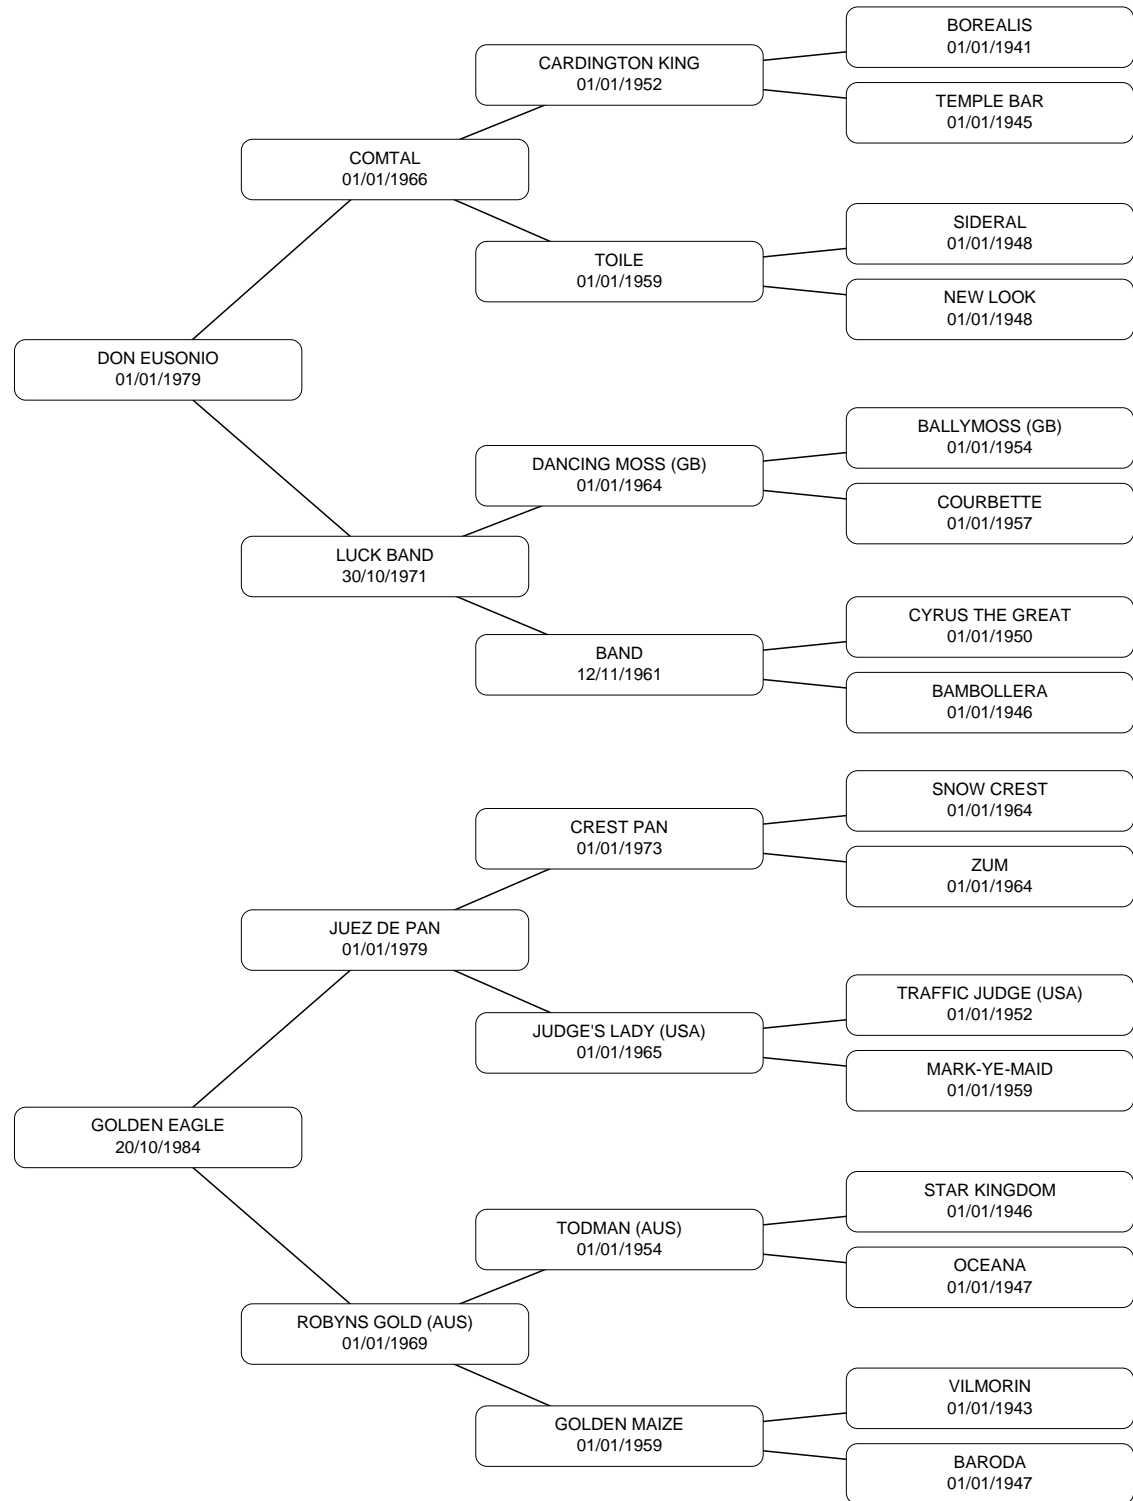 BOREALIS
01/01/1941
CARDINGTON KING
01/01/1952
TEMPLE BAR
01/01/1945
COMTAL
01/01/1966
SIDERAL
01/01/1948
TOILE
01/01/1959
NEW LOOK
01/01/1948
DON EUSONIO
01/01/1979
BALLYMOSS (GB)
01/01/1954
DANCING MOSS (GB)
01/01/1964
COURBETTE
01/01/1957
LUCK BAND
30/10/1971
CYRUS THE GREAT
01/01/1950
BAND
12/11/1961
BAMBOLLERA
01/01/1946
SNOW CREST
01/01/1964
CREST PAN
01/01/1973
ZUM
01/01/1964
JUEZ DE PAN
01/01/1979
TRAFFIC JUDGE (USA)
01/01/1952
JUDGE'S LADY (USA)
01/01/1965
MARK-YE-MAID
01/01/1959
GOLDEN EAGLE
20/10/1984
STAR KINGDOM
01/01/1946
TODMAN (AUS)
01/01/1954
OCEANA
01/01/1947
ROBYNS GOLD (AUS)
01/01/1969
VILMORIN
01/01/1943
GOLDEN MAIZE
01/01/1959
BARODA
01/01/1947